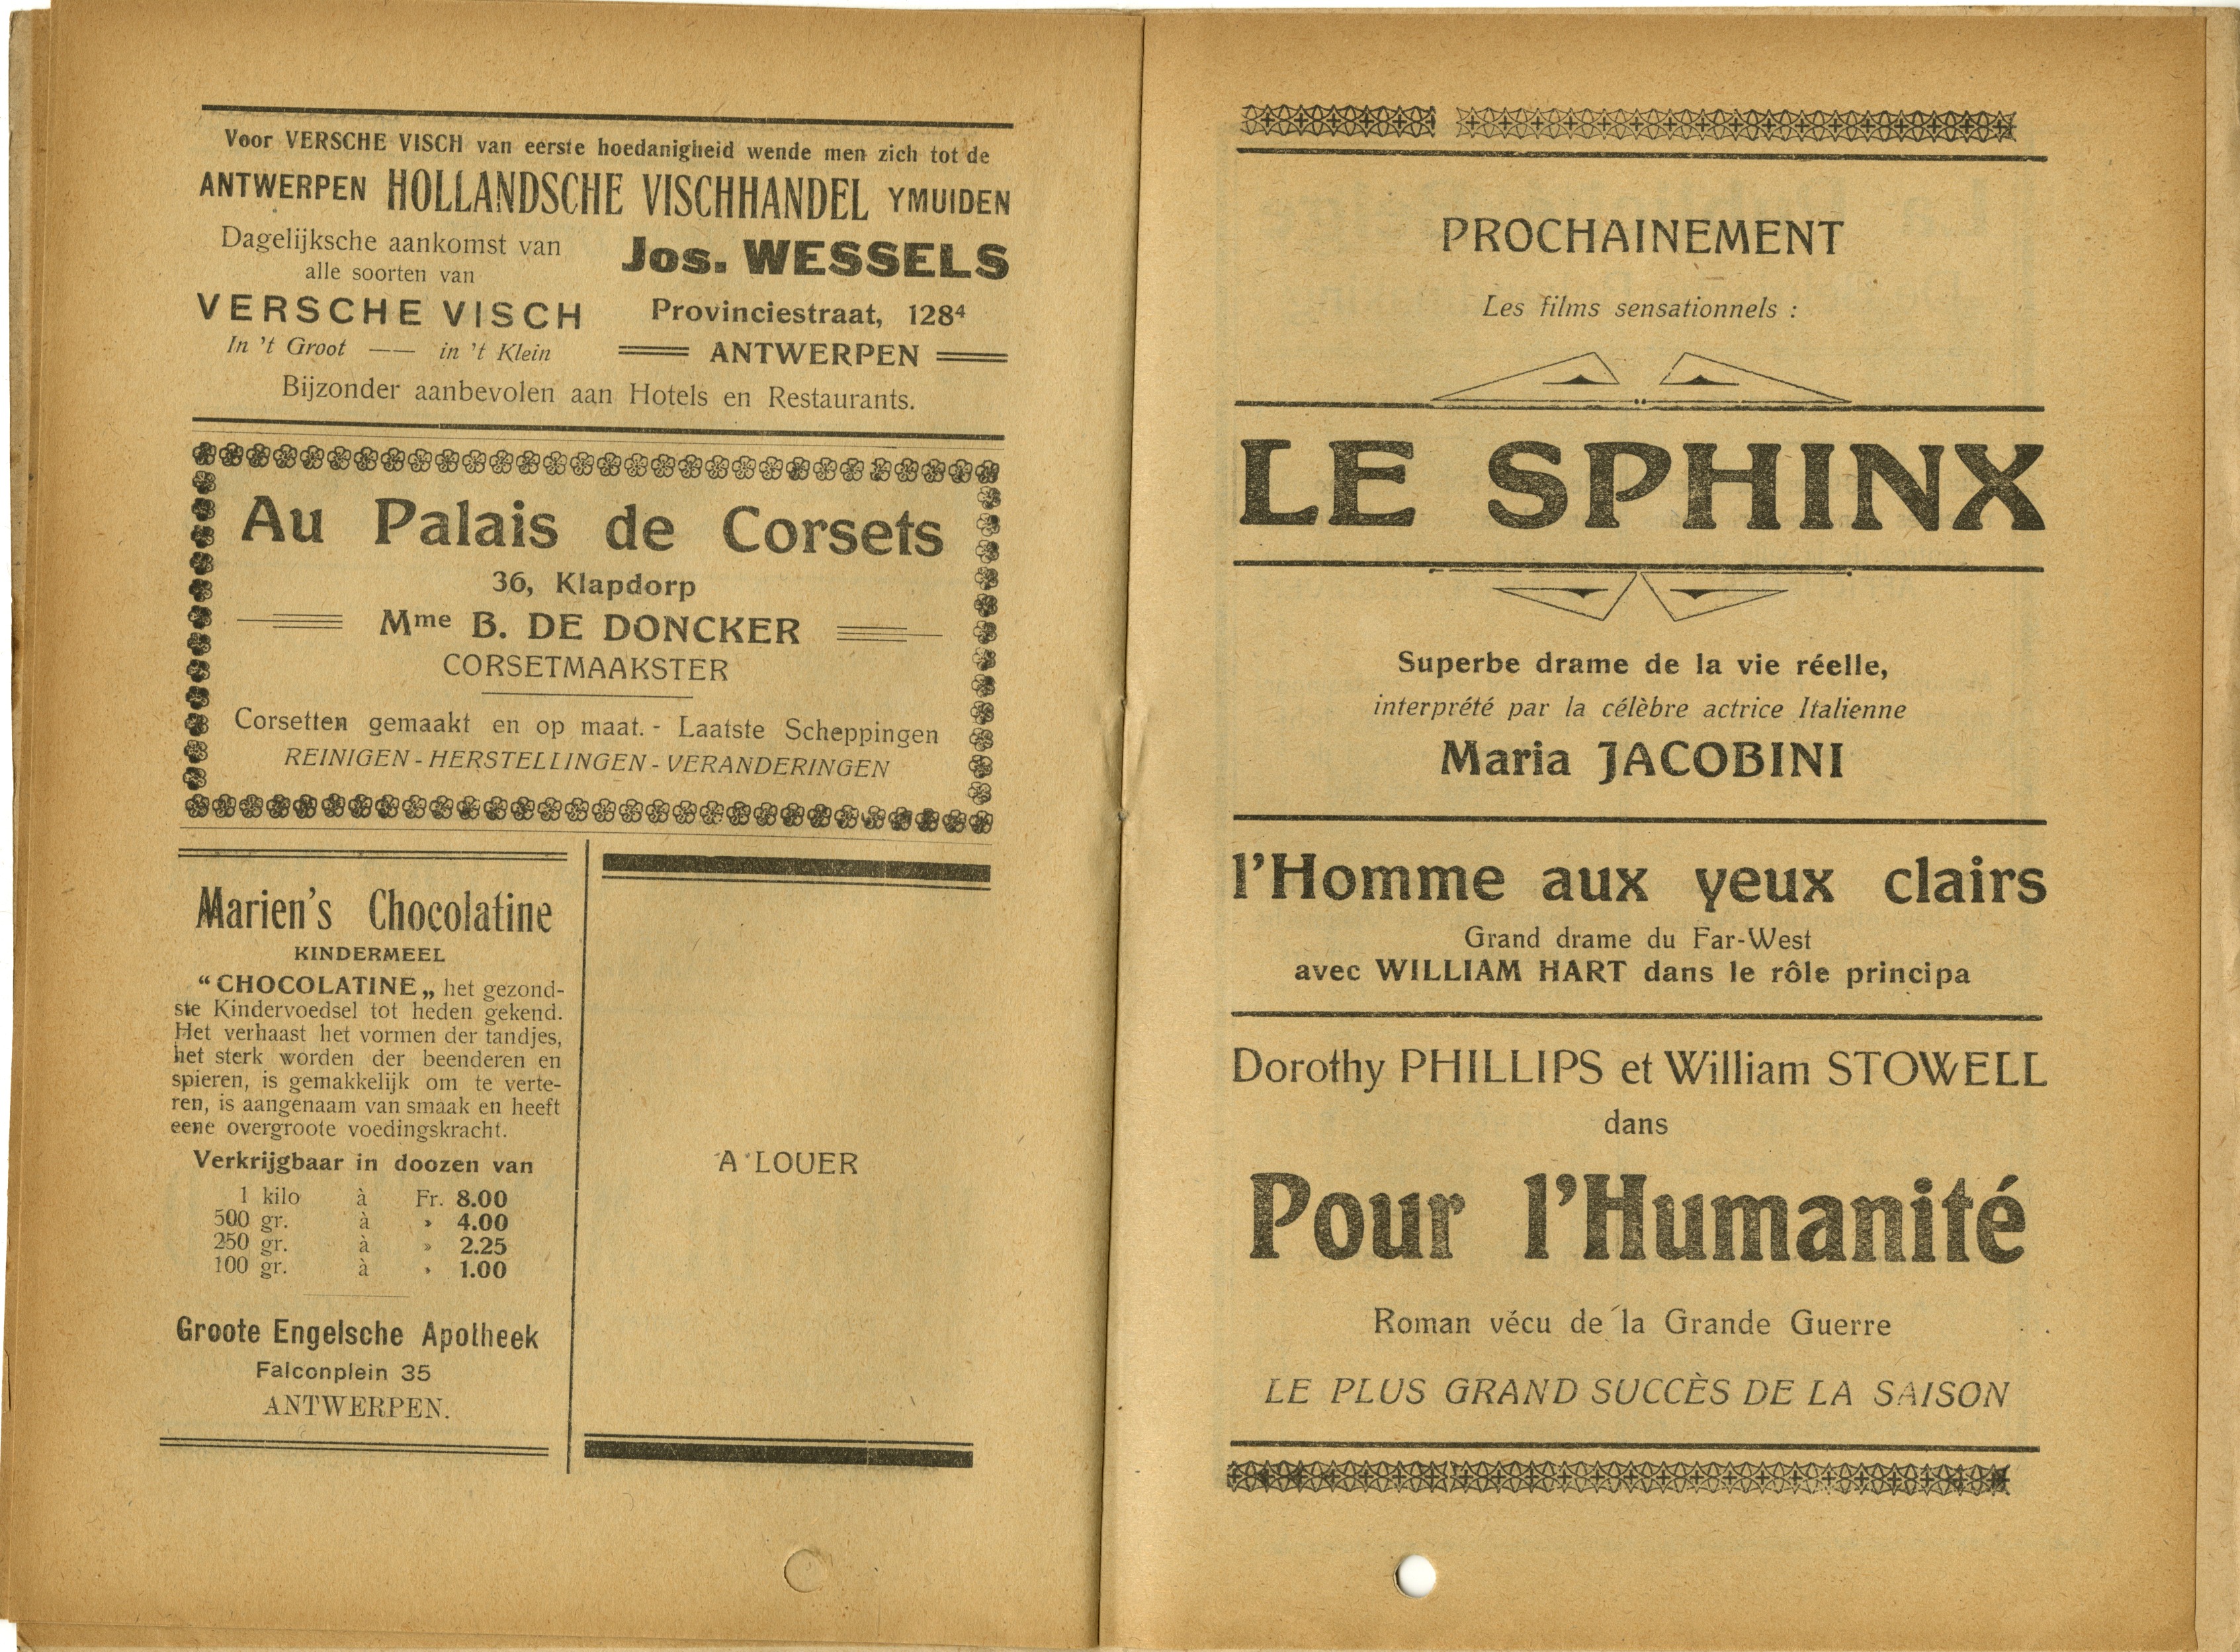 Voor VERSCHE VISCH van eerste hoedanigheid wende men zich tot de
ANTWERPEN HOLLANDSCHE VISCHHANDEL YMUIDEN
Dagelijksche aankomst van
alle soorten van
VERSCHE VISCH
In 't Groot —— in 't Klein
Jos. WESSELS
Provinciestraat, 128⁴
ANTWERPEN
Bijzonder aanbevolen aan Hotels en Restaurants.
Au Palais de Corsets
36, Klapdorp
Mme B. DE DONCKER
CORSETMAAKSTER
Corsetten gemaakt en op maat. - Laatste Scheppingen
REINIGEN - HERSTELLINGEN - VERANDERINGEN
Marien's Chocolatine
KINDERMEEL
“CHOCOLATINE„ het gezond-
ste Kindervoedsel tot heden gekend.
Het verhaast het vormen der tandjes,
het sterk worden der beenderen en
spieren, is gemakkelijk om te verte-
ren, is aangenaam van smaak en heeft
eene overgroote voedingskracht.
Verkrijgbaar in doozen van
1 kilo à Fr. 8.00
500 gr. à » 4.00
250 gr. à » 2.25
100 gr. à » 1.00
Groote Engelsche Apotheek
Falconplein 35
ANTWERPEN.
A LOUER
PROCHAINEMENT
Les films sensationnels :
LE SPHINX
Superbe drame de la vie réelle,
interprété par la célèbre actrice Italienne
Maria JACOBINI
l'Homme aux yeux clairs
Grand drame du Far-West
avec WILLIAM HART dans le rôle principa
Dorothy PHILLIPS et William STOWELL
dans
Pour l'Humanité
Roman vécu de la Grande Guerre
LE PLUS GRAND SUCCÈS DE LA SAISON